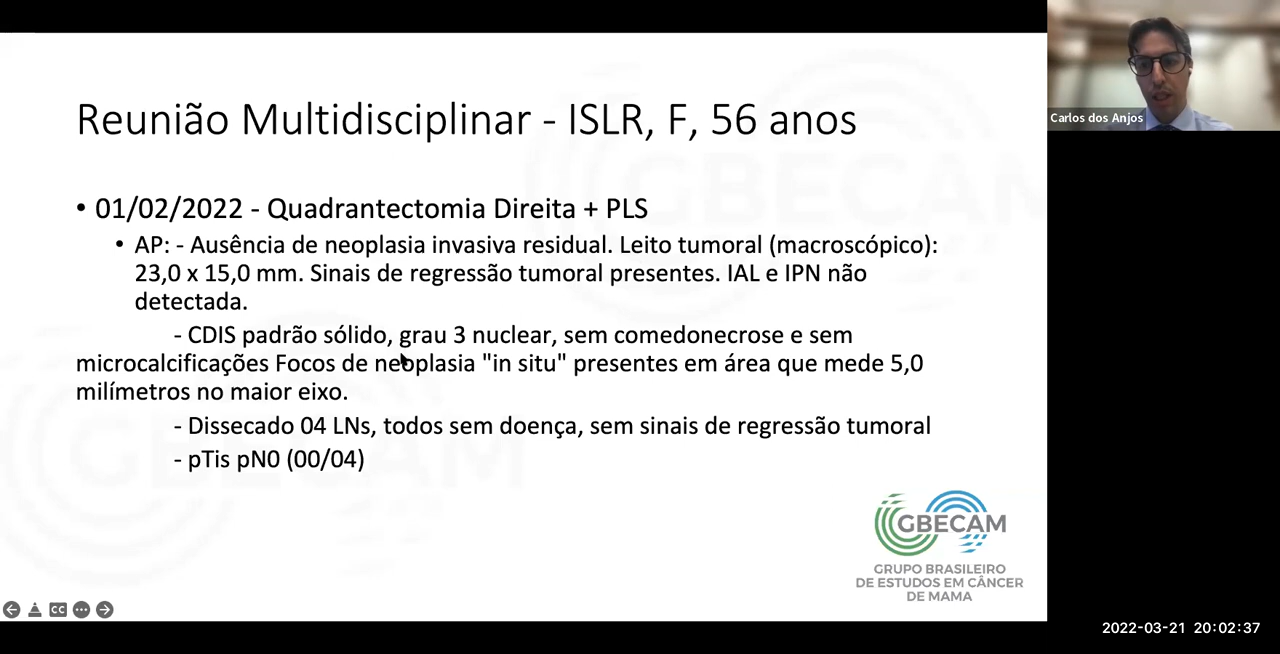 Reunião Multidisciplinar - ISLR, F, 56 anos
• 01/02/2022 - Quadrantectomia Direita + PLS
• AP: - Ausência de neoplasia invasiva residual. Leito tumoral (macroscópico):
23,0 x 15,0 mm. Sinais de regressão tumoral presentes. IAL e IPN não
detectada.
- CDIS padrão sólido, grau 3 nuclear, sem comedonecrose e sem
microcalcificações Focos de neoplasia "in situ" presentes em área que mede 5,0
milímetros no maior eixo.
- Dissecado 04 LNs, todos sem doença, sem sinais de regressão tumoral
- pTis pN0 (00/04)
GBECAM
GRUPO BRASILEIRO
DE ESTUDOS EM CÂNCER
DE MAMA
CC
Carlos dos Anjos
2022-03-21 20:02:37
GBECAM
GBECAM